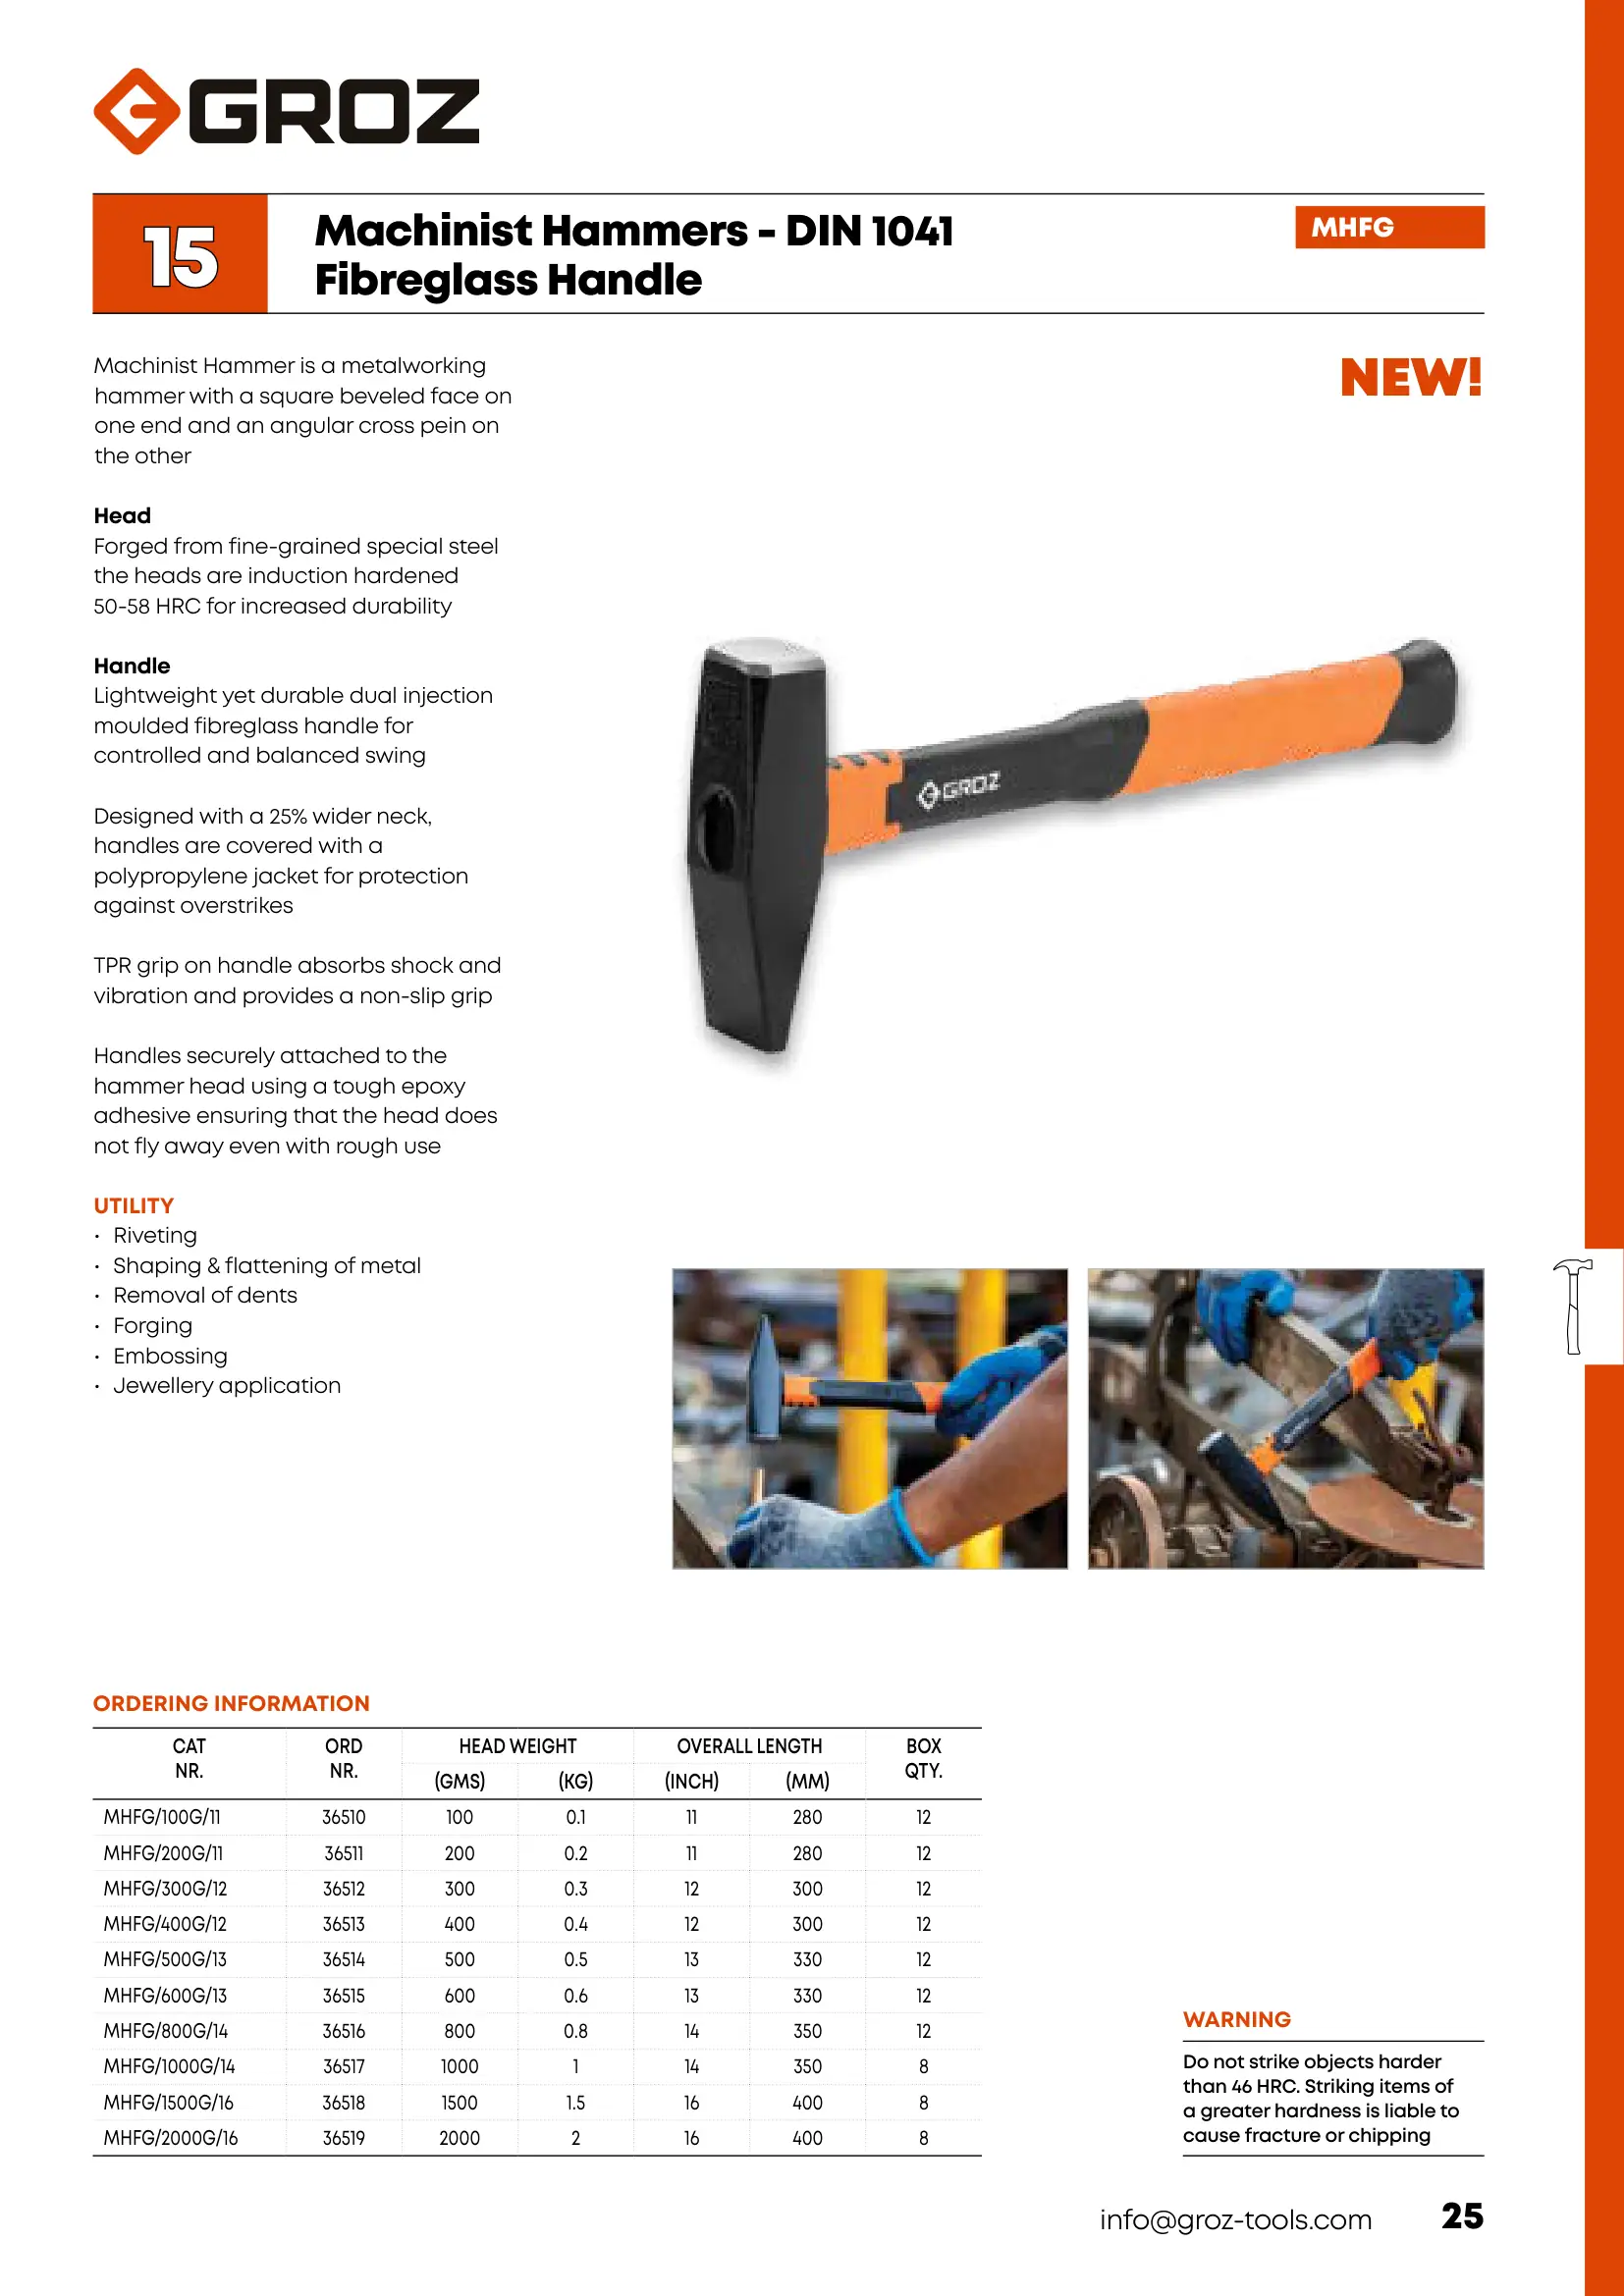 GROZ
15
Machinist Hammers - DIN 1041
Fibreglass Handle
MHFG
NEW!
Machinist Hammer is a metalworking
hammer with a square beveled face on
one end and an angular cross pein on
the other
Head
Forged from fine-grained special steel
the heads are induction hardened
50-58 HRC for increased durability
Handle
Lightweight yet durable dual injection
moulded fibreglass handle for
controlled and balanced swing
Designed with a 25% wider neck,
handles are covered with a
polypropylene jacket for protection
against overstrikes
TPR grip on handle absorbs shock and
vibration and provides a non-slip grip
Handles securely attached to the
hammer head using a tough epoxy
adhesive ensuring that the head does
not fly away even with rough use
GROZ
UTILITY
• Riveting
• Shaping & flattening of metal
• Removal of dents
• Forging
• Embossing
• Jewellery application
ORDERING INFORMATION
CAT NR. ORD NR. HEAD WEIGHT OVERALL LENGTH BOX QTY.
(GMS) (KG) (INCH) (MM)
MHFG/100G/11 36510 100 0.1 11 280 12
MHFG/200G/11 36511 200 0.2 11 280 12
MHFG/300G/12 36512 300 0.3 12 300 12
MHFG/400G/12 36513 400 0.4 12 300 12
MHFG/500G/13 36514 500 0.5 13 330 12
MHFG/600G/13 36515 600 0.6 13 330 12
MHFG/800G/14 36516 800 0.8 14 350 12
MHFG/1000G/14 36517 1000 1 14 350 8
MHFG/1500G/16 36518 1500 1.5 16 400 8
MHFG/2000G/16 36519 2000 2 16 400 8
WARNING
Do not strike objects harder
than 46 HRC. Striking items of
a greater hardness is liable to
cause fracture or chipping
info@groz-tools.com 25